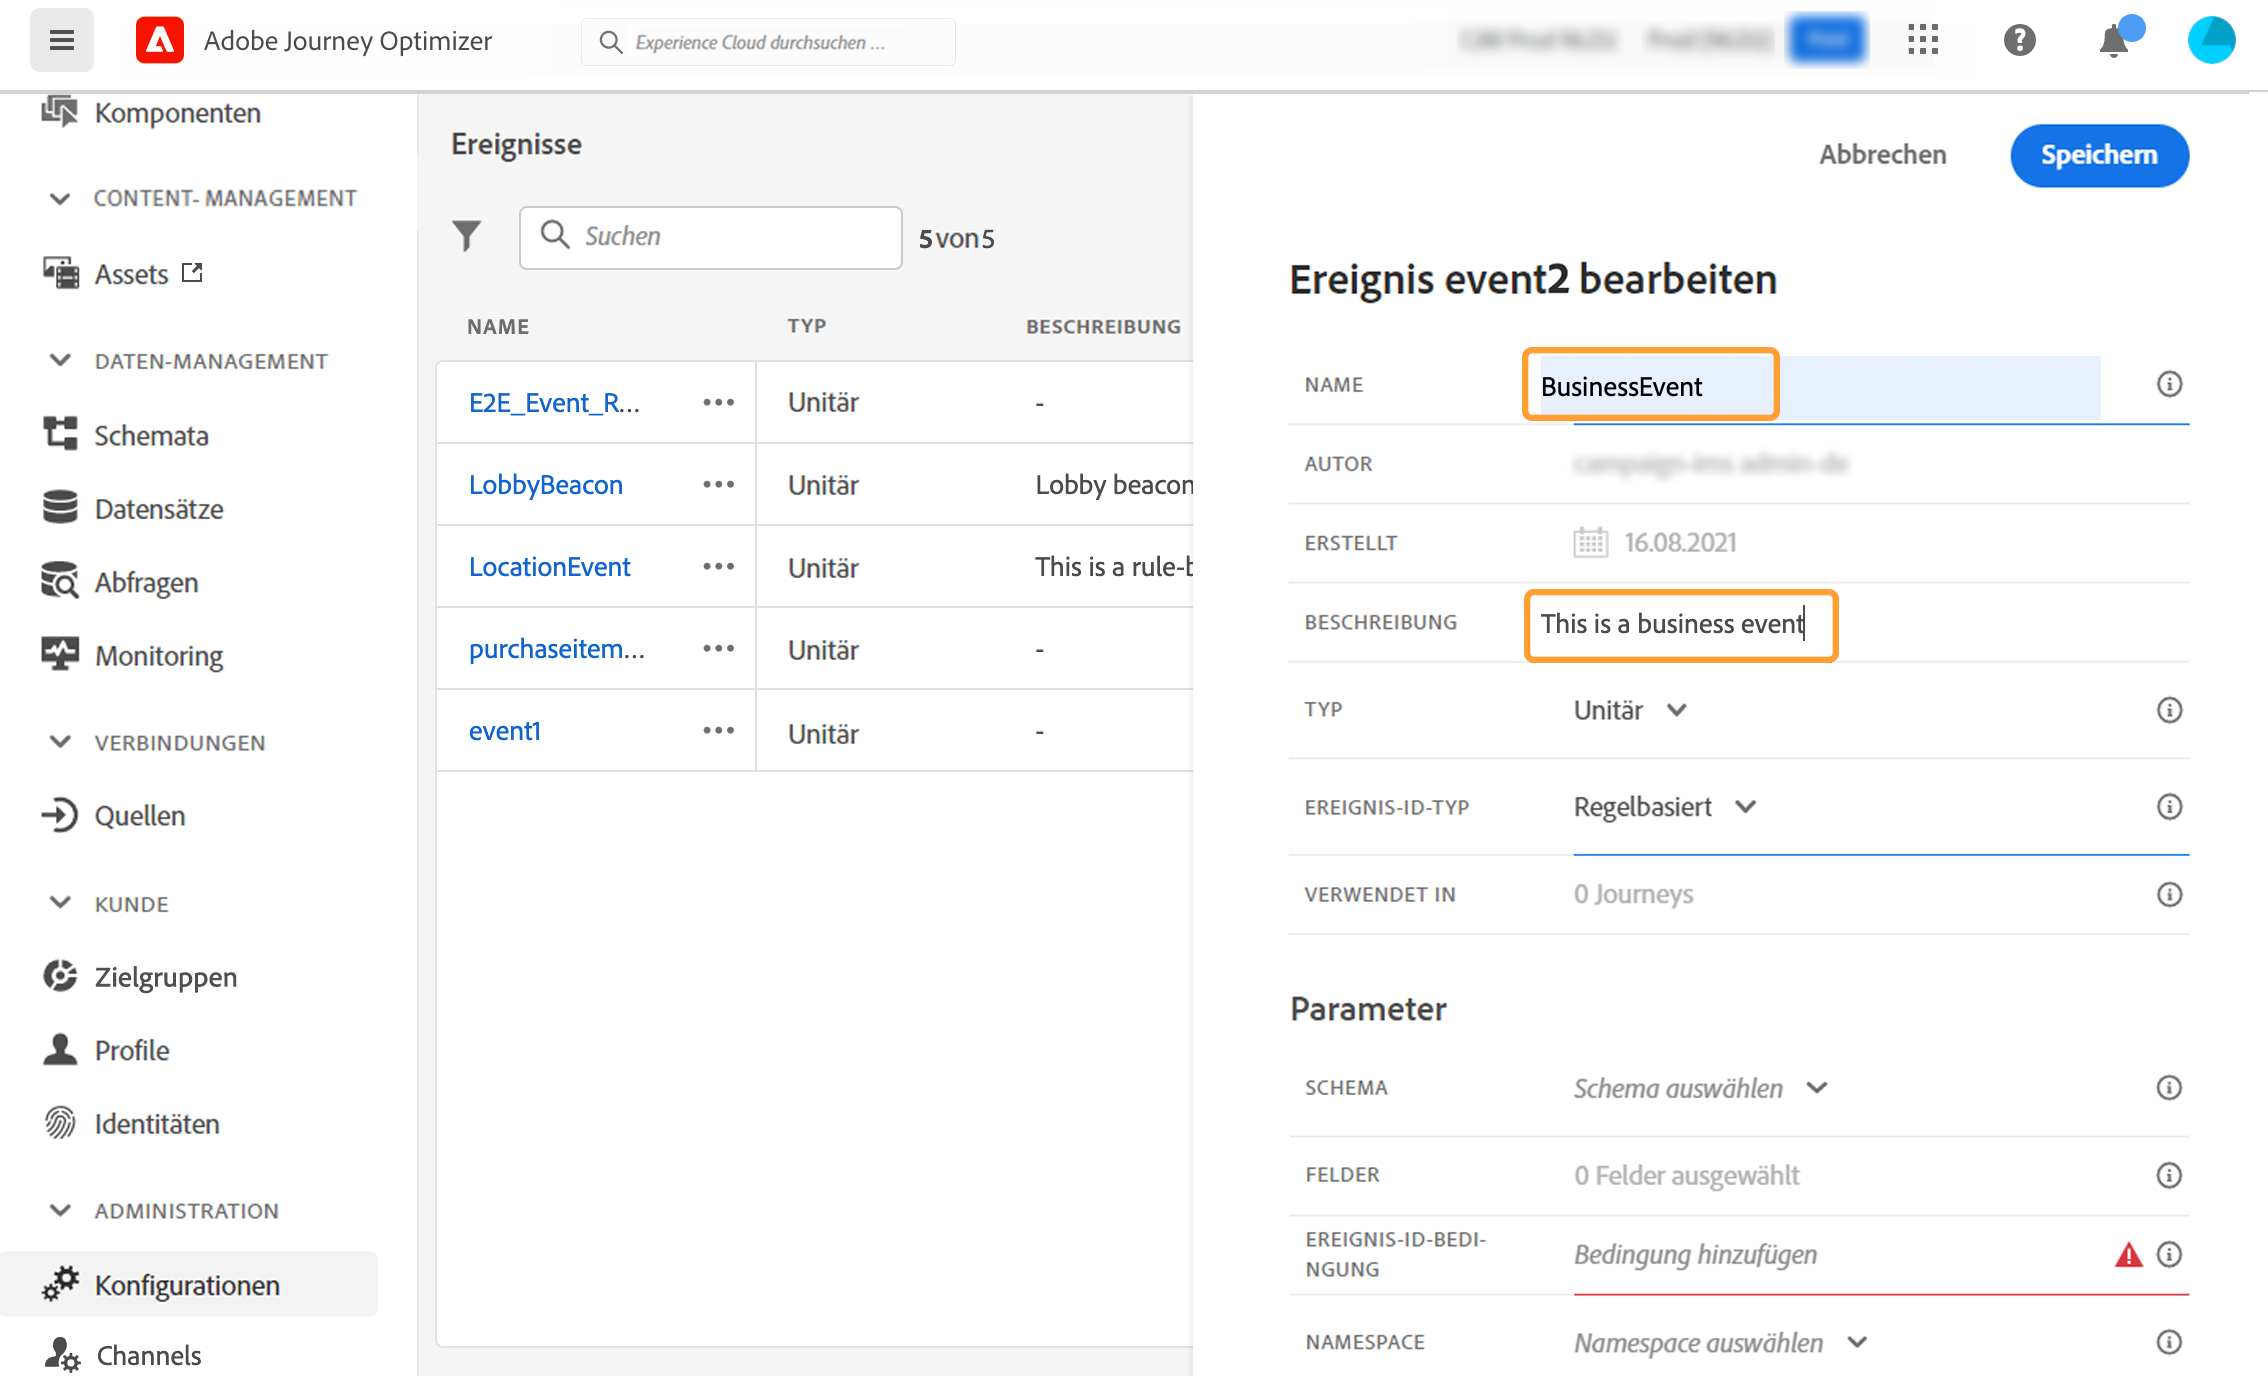 Adobe Journey Optimizer
Experience Cloud durchsuchen ...
Komponenten
CONTENT- MANAGEMENT
Assets
DATEN-MANAGEMENT
Schemata
Datensätze
Abfragen
Monitoring
VERBINDUNGEN
Quellen
KUNDE
Zielgruppen
Profile
Identitäten
ADMINISTRATION
Konfigurationen
Channels
Ereignisse
Suchen
5 von 5
NAME TYP BESCHREIBUNG
E2E_Event_R... Unitär -
LobbyBeacon Unitär Lobby beacon
LocationEvent Unitär This is a rule-b
purchaseitem... Unitär -
event1 Unitär -
Abbrechen
Speichern
Ereignis event2 bearbeiten
NAME BusinessEvent
AUTOR
ERSTELLT 16.08.2021
BESCHREIBUNG This is a business event
TYP Unitär
EREIGNIS-ID-TYP Regelbasiert
VERWENDET IN 0 Journeys
Parameter
SCHEMA Schema auswählen
FELDER 0 Felder ausgewählt
EREIGNIS-ID-BEDI-
NGUNG
Bedingung hinzufügen
NAMESPACE Namespace auswählen